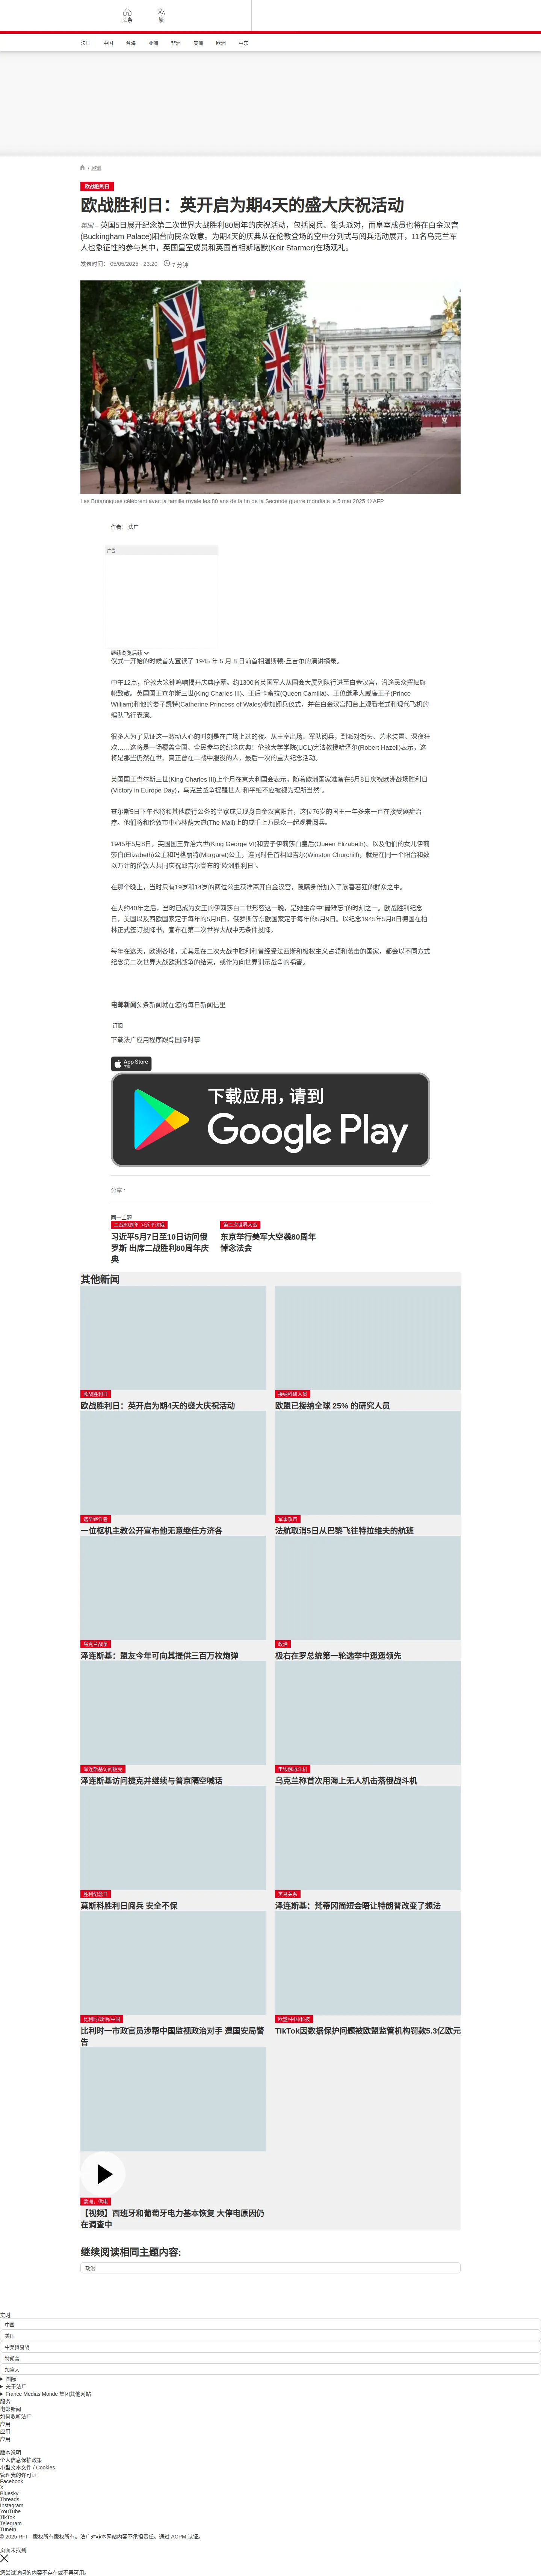 头条
繁
法国
中国
台海
亚洲
非洲
美洲
欧洲
中东
/ 欧洲
欧战胜利日
欧战胜利日：英开启为期4天的盛大庆祝活动
英国 – 英国5日展开纪念第二次世界大战胜利80周年的庆祝活动，包括阅兵、街头派对，而皇室成员也将在白金汉宫
(Buckingham Palace)阳台向民众致意。为期4天的庆典从在伦敦登场的空中分列式与阅兵活动展开，11名乌克兰军
人也象征性的参与其中，英国皇室成员和英国首相斯塔默(Keir Starmer)在场观礼。
发表时间： 05/05/2025 - 23:20 7 分钟
Les Britanniques célèbrent avec la famille royale les 80 ans de la fin de la Seconde guerre mondiale le 5 mai 2025 © AFP
作者： 法广
广告
继续浏览后续
仪式一开始的时候首先宣读了 1945 年 5 月 8 日前首相温斯顿·丘吉尔的演讲摘录。
中午12点，伦敦大笨钟鸣响揭开庆典序幕。约1300名英国军人从国会大厦列队行进至白金汉宫，沿途民众挥舞旗
帜致敬。英国国王查尔斯三世(King Charles III)、王后卡蜜拉(Queen Camilla)、王位继承人威廉王子(Prince
William)和他的妻子凯特(Catherine Princess of Wales)参加阅兵仪式，并在白金汉宫阳台上观看老式和现代飞机的
编队飞行表演。
很多人为了见证这一激动人心的时刻是在广场上过的夜。从王室出场、军队阅兵，到派对街头、艺术装置、深夜狂
欢……这将是一场覆盖全国、全民参与的纪念庆典！伦敦大学学院(UCL)宪法教授哈泽尔(Robert Hazell)表示，这
将是人们向那些仍然在世、真正曾在二战中服役的人，最后一次的重大纪念活动。
英国国王查尔斯三世(King Charles III)上个月在意大利国会表示，随着欧洲国家准备在5月8日庆祝欧洲战场胜利日
(Victory in Europe Day)，乌克兰战争提醒世人“和平绝不应被视为理所当然”。
查尔斯5日下午也将和其他履行公务的皇家成员现身白金汉宫阳台，这位76岁的国王一年多来一直在接受癌症治
疗。他们将和伦敦市中心林荫大道(The Mall)上的成千上万民众一起观看阅兵。
1945年5月8日，英国国王乔治六世(King George VI)和妻子伊莉莎白皇后(Queen Elizabeth)，以及他们的女儿伊莉
莎白(Elizabeth)公主和玛格丽特(Margaret)公主，连同时任首相邱吉尔(Winston Churchill)，就是在同一个阳台和数
以万计的伦敦人共同庆祝邱吉尔宣布的“欧洲胜利日”。
在那个晚上，当时只有19岁和14岁的两位公主获准离开白金汉宫，隐瞒身份加入了欣喜若狂的群众之中。
在大约40年之后，当时已成为女王的伊莉莎白二世形容这一晚，是她生命中“最难忘”的时刻之一。欧战胜利纪念
日，美国以及西欧国家定于每年的5月8日，俄罗斯等东欧国家定于每年的5月9日。以纪念1945年5月8日德国在柏
林正式签订投降书，宣布在第二次世界大战中无条件投降。
每年在这天，欧洲各地，尤其是在二次大战中胜利和曾经受法西斯和极权主义占领和袭击的国家，都会以不同方式
纪念第二次世界大战欧洲战争的结束，或作为向世界训示战争的祸害。
电邮新闻头条新闻就在您的每日新闻信里
订阅
下载法广应用程序跟踪国际时事
App Store
下载应用, 请到
Google Play
分享 :
同一主题
二战80周年 习近平访俄
习近平5月7日至10日访问俄
罗斯 出席二战胜利80周年庆
典
第二次世界大战
东京举行美军大空袭80周年
悼念法会
其他新闻
欧战胜利日
欧战胜利日：英开启为期4天的盛大庆祝活动
接纳科研人员
欧盟已接纳全球 25% 的研究人员
选举继任者
一位枢机主教公开宣布他无意继任方济各
军事攻击
法航取消5日从巴黎飞往特拉维夫的航班
乌克兰战争
泽连斯基：盟友今年可向其提供三百万枚炮弹
政治
极右在罗总统第一轮选举中遥遥领先
泽连斯基访问捷克
泽连斯基访问捷克并继续与普京隔空喊话
击毁俄战斗机
乌克兰称首次用海上无人机击落俄战斗机
胜利纪念日
莫斯科胜利日阅兵 安全不保
美乌关系
泽连斯基：梵蒂冈简短会晤让特朗普改变了想法
比利时/政治/中国
比利时一市政官员涉帮中国监视政治对手 遭国安局警
告
欧盟/中国/科技
TikTok因数据保护问题被欧盟监管机构罚款5.3亿欧元
欧洲，供电
【视频】西班牙和葡萄牙电力基本恢复 大停电原因仍
在调查中
继续阅读相同主题内容:
政治
实时
中国
美国
中美贸易战
特朗普
加拿大
国际
关于法广
France Médias Monde 集团其他网站
服务
电邮新闻
如何收听法广
应用
应用
应用
版本说明
个人信息保护政策
小型文本文件 / Cookies
管理我的许可证
Facebook
X
Bluesky
Threads
Instagram
YouTube
TikTok
Telegram
TuneIn
© 2025 RFI – 版权所有版权所有。法广对非本网站内容不承担责任。通过 ACPM 认证。
页面未找到
您尝试访问的内容不存在或不再可用。